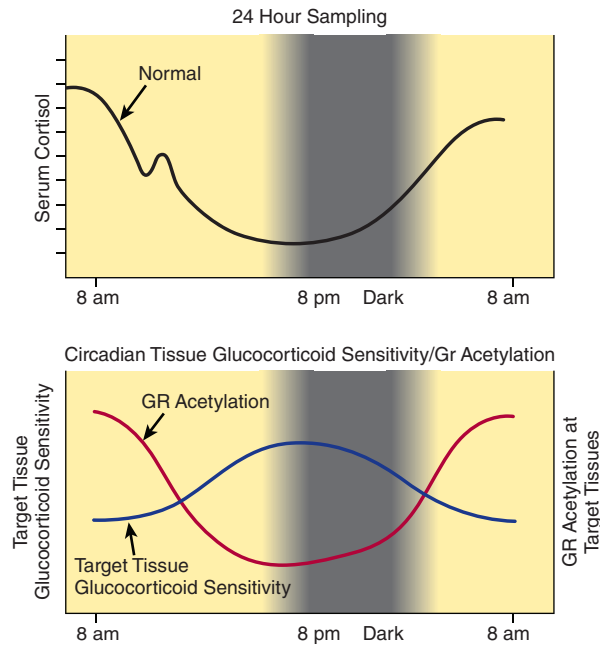 24 Hour Sampling
Serum Cortisol
Normal
8 am
8 pm
Dark
8 am
Circadian Tissue Glucocorticoid Sensitivity/Gr Acetylation
Target Tissue
Glucocorticoid Sensitivity
GR Acetylation
Target Tissue
Glucocorticoid Sensitivity
GR Acetylation at
Target Tissues
8 am
8 pm
Dark
8 am